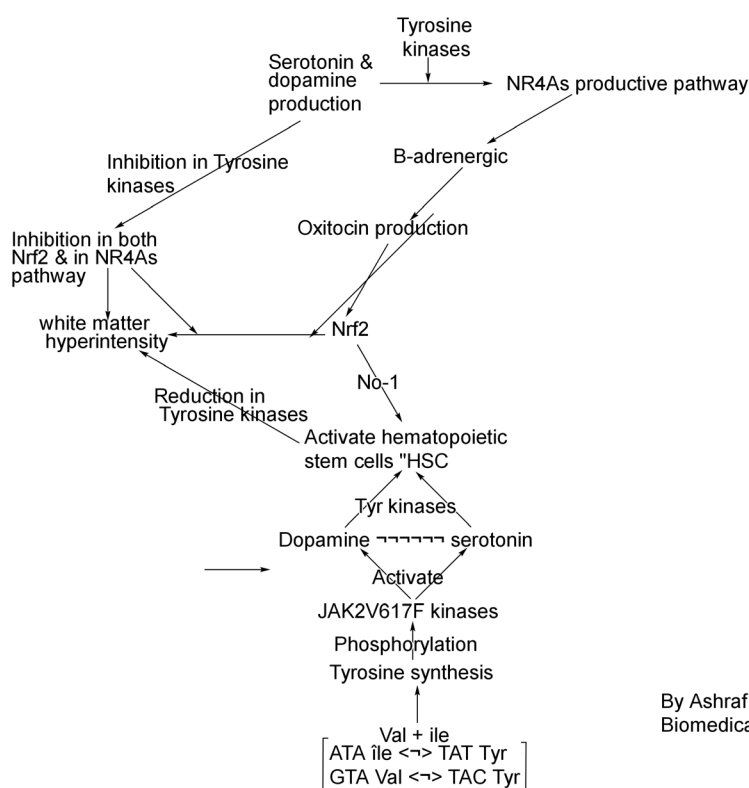 Tyrosine
kinases
Serotonin &
dopamine
production
NR4As productive pathway
B-adrenergic
Inhibition in Tyrosine
kinases
Oxitocin production
Inhibition in both
Nrf2 & in NR4As
pathway
white matter
hyperintensity
Nrf2
No-1
Reduction in
Tyrosine kinases
Activate hematopoietic
stem cells "HSC
Tyr kinases
Dopamine ¬¬¬¬¬¬ serotonin
Activate
JAK2V617F kinases
Phosphorylation
Tyrosine synthesis
Val + ile
ATA île <¬> TAT Tyr
GTA Val <¬> TAC Tyr
By Ashraf